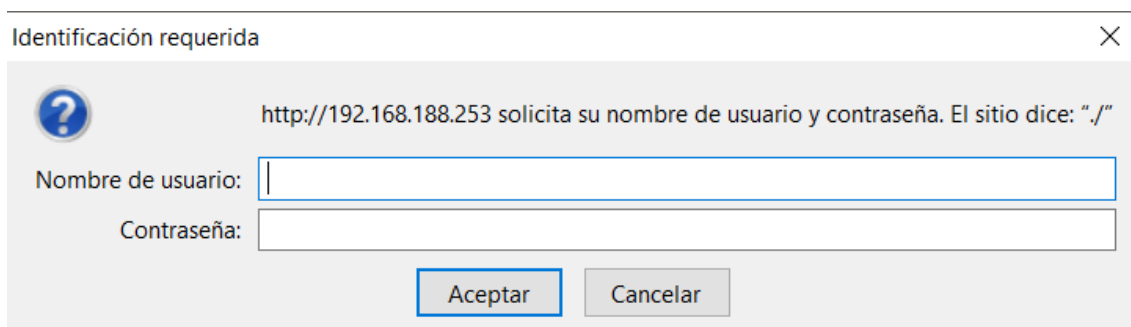 Identificación requerida
http://192.168.188.253 solicita su nombre de usuario y contraseña. El sitio dice: “./”
Nombre de usuario:
Contraseña:
Aceptar Cancelar